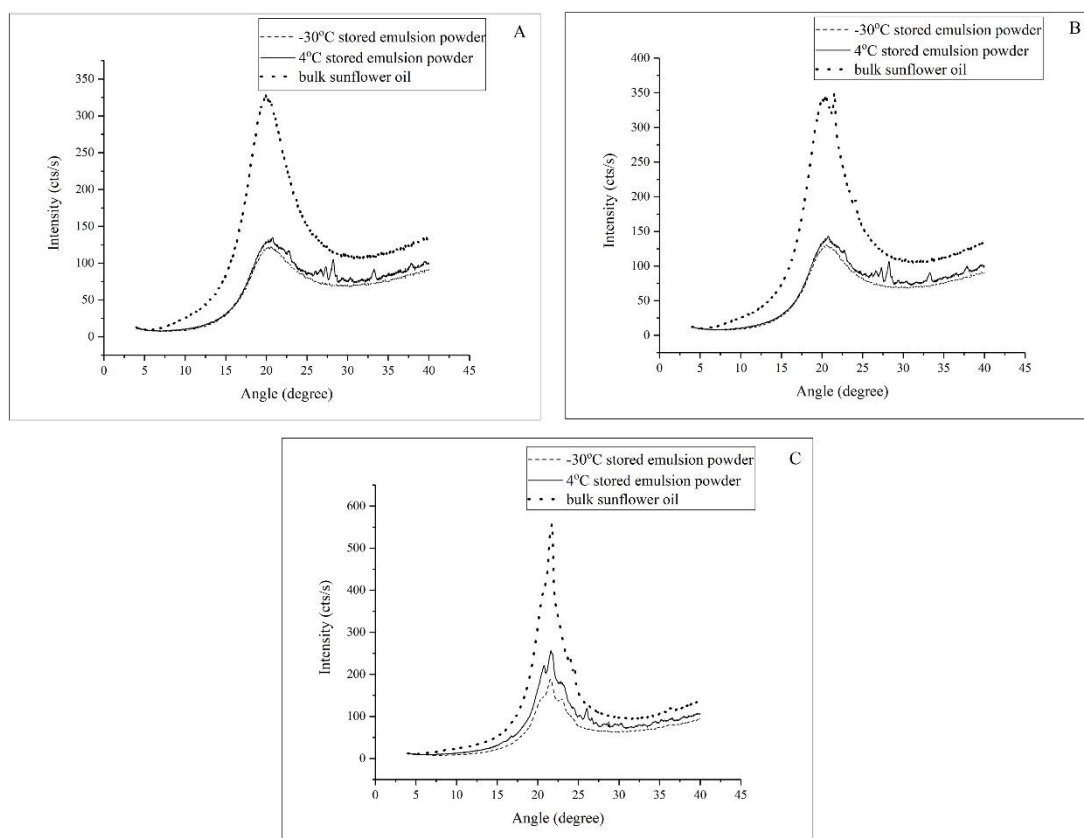 A
-30°C stored emulsion powder
4°C stored emulsion powder
bulk sunflower oil
350
300
250
200
150
100
50
0
Intensity (cts/s)
0 5 10 15 20 25 30 35 40 45
Angle (degree)
B
-30°C stored emulsion powder
4°C stored emulsion powder
bulk sunflower oil
400
350
300
250
200
150
100
50
0
Intensity (cts/s)
0 5 10 15 20 25 30 35 40 45
Angle (degree)
C
-30°C stored emulsion powder
4°C stored emulsion powder
bulk sunflower oil
600
500
400
300
200
100
0
Intensity (cts/s)
0 5 10 15 20 25 30 35 40 45
Angle (degree)